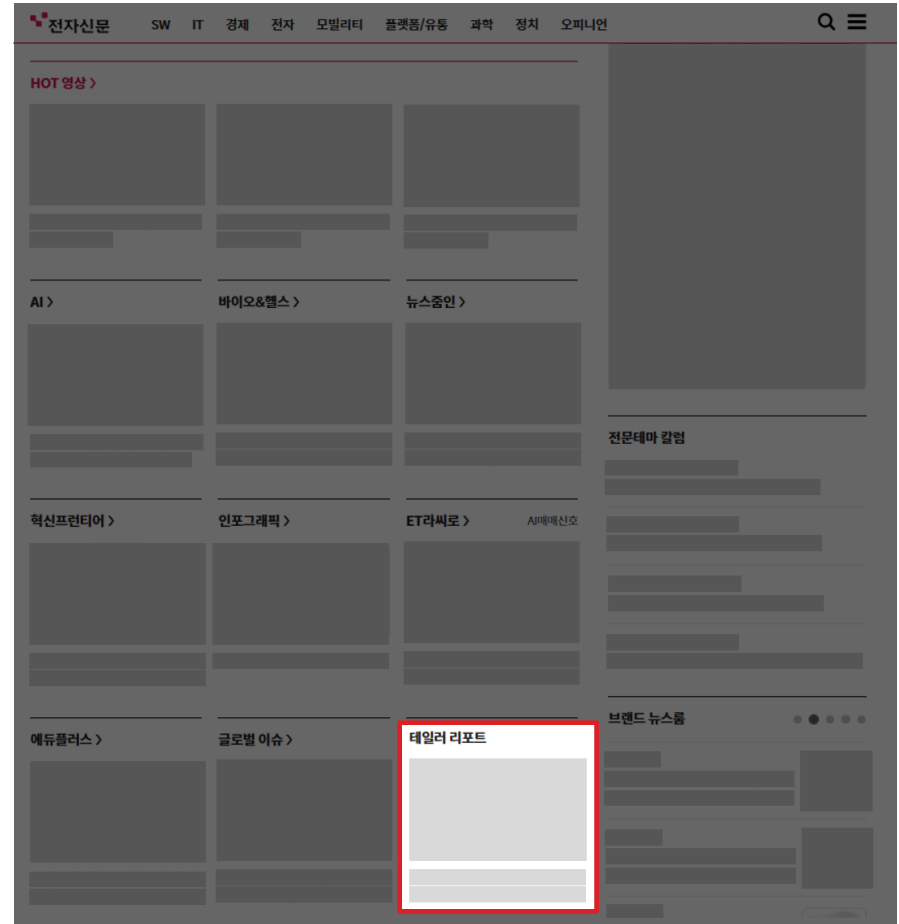 전자신문 SW IT 경제 전자 모빌리티 플랫폼/유통 과학 정치 오피니언
HOT 영상 >
AI > 바이오&헬스 > 뉴스줌인 >
전문테마 칼럼
혁신프런티어 > 인포그래픽 > ET라씨로 > AI매매신호
브랜드 뉴스룸
에듀플러스 > 글로벌 이슈 > 테일러 리포트